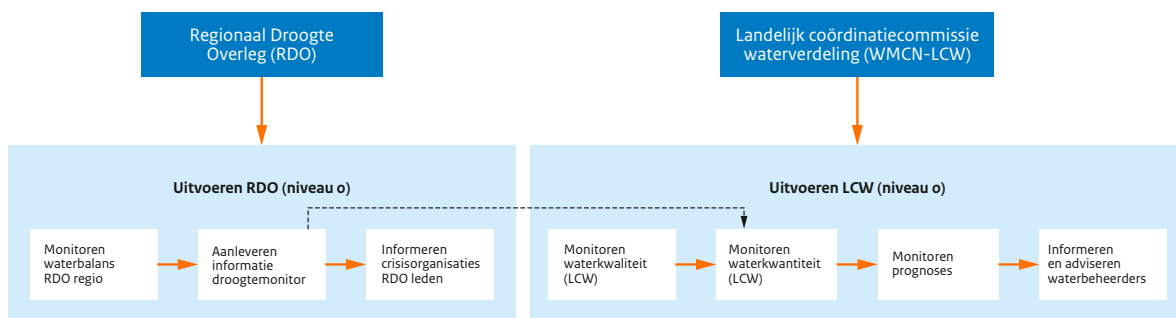 Regionaal Droogte
Overleg (RDO)
Landelijk coördinatiecommissie
waterverdeling (WMCN-LCW)
Uitvoeren RDO (niveau 0)
Monitoren
waterbalans
RDO regio
Aanleveren
informatie
droogtemonitor
Informeren
crisisorganisaties
RDO leden
Uitvoeren LCW (niveau 0)
Monitoren
waterkwaliteit
(LCW)
Monitoren
waterkwantiteit
(LCW)
Monitoren
prognoses
Informeren
en adviseren
waterbeheerders